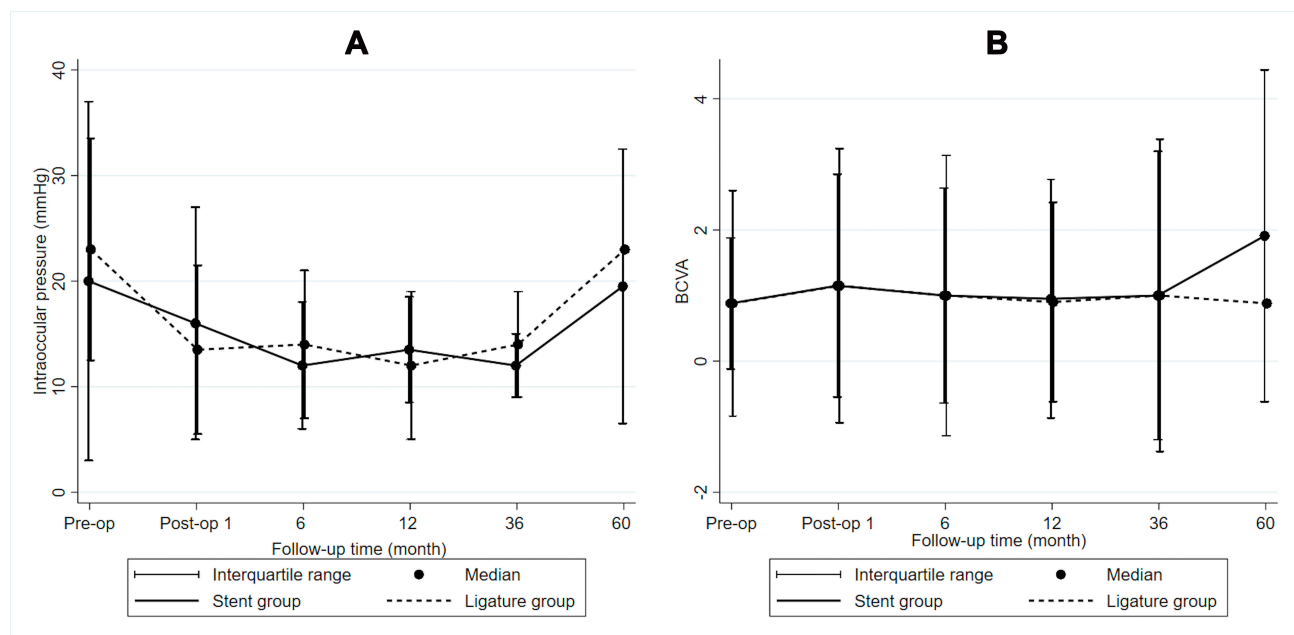 A
Intraoccular pressure (mmHg)
40
30
20
10
0
Pre-op Post-op 1 6 12 36 60
Follow-up time (month)
Interquartile range Median
Stent group Ligature group
B
BCVA
4
2
0
-2
Pre-op Post-op 1 6 12 36 60
Follow-up time (month)
Interquartile range Median
Stent group Ligature group